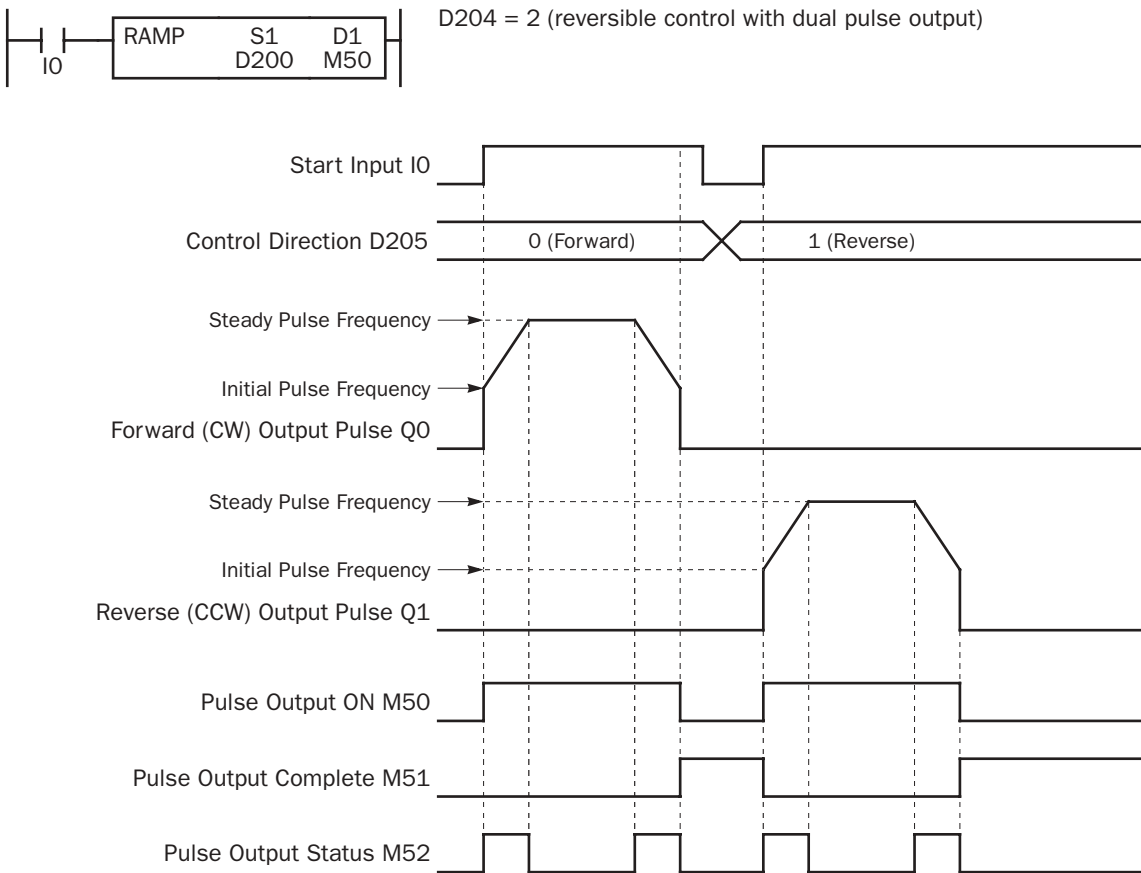 D204 = 2 (reversible control with dual pulse output)
RAMP S1 D1
D200 M50
I0
Start Input I0
Control Direction D205
0 (Forward)
1 (Reverse)
Steady Pulse Frequency
Initial Pulse Frequency
Forward (CW) Output Pulse Q0
Steady Pulse Frequency
Initial Pulse Frequency
Reverse (CCW) Output Pulse Q1
Pulse Output ON M50
Pulse Output Complete M51
Pulse Output Status M52